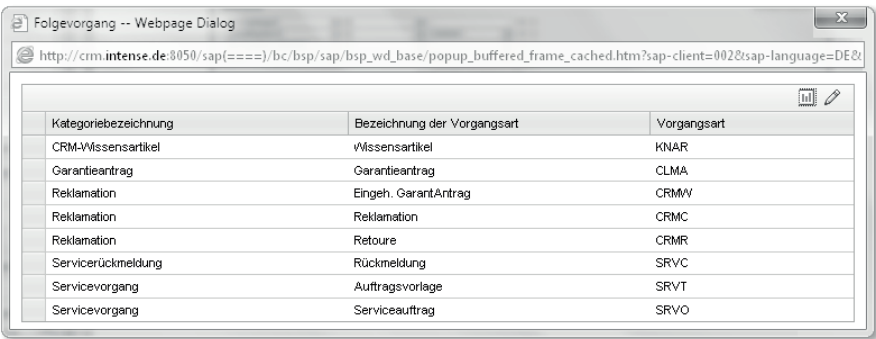 Folgevorgang -- Webpage Dialog
http://crm.intense.de:8050/sap(====)/bc/bsp/sap/bsp_wd_base/popup_buffered_frame_cached.htm?sap-client=002&sap-language=DE&
Kategoriebezeichnung Bezeichnung der Vorgangsart Vorgangsart
CRM-Wissensartikel Wissensartikel KNAR
Garantieantrag Garantieantrag CLMA
Reklamation Eingeh. GarantAntrag CRMW
Reklamation Reklamation CRMC
Reklamation Retoure CRMR
Servicerückmeldung Rückmeldung SRVC
Servicevorgang Auftragsvorlage SRVT
Servicevorgang Serviceauftrag SRVO